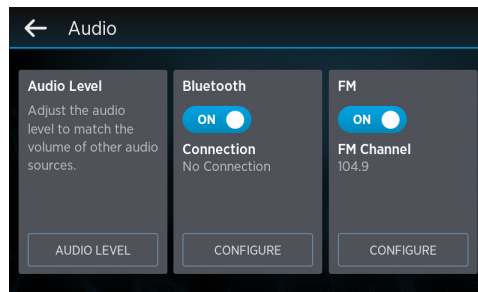 Audio
Audio Level
Adjust the audio
level to match the
volume of other audio
sources.
AUDIO LEVEL
Bluetooth
ON
Connection
No Connection
CONFIGURE
FM
ON
FM Channel
104.9
CONFIGURE